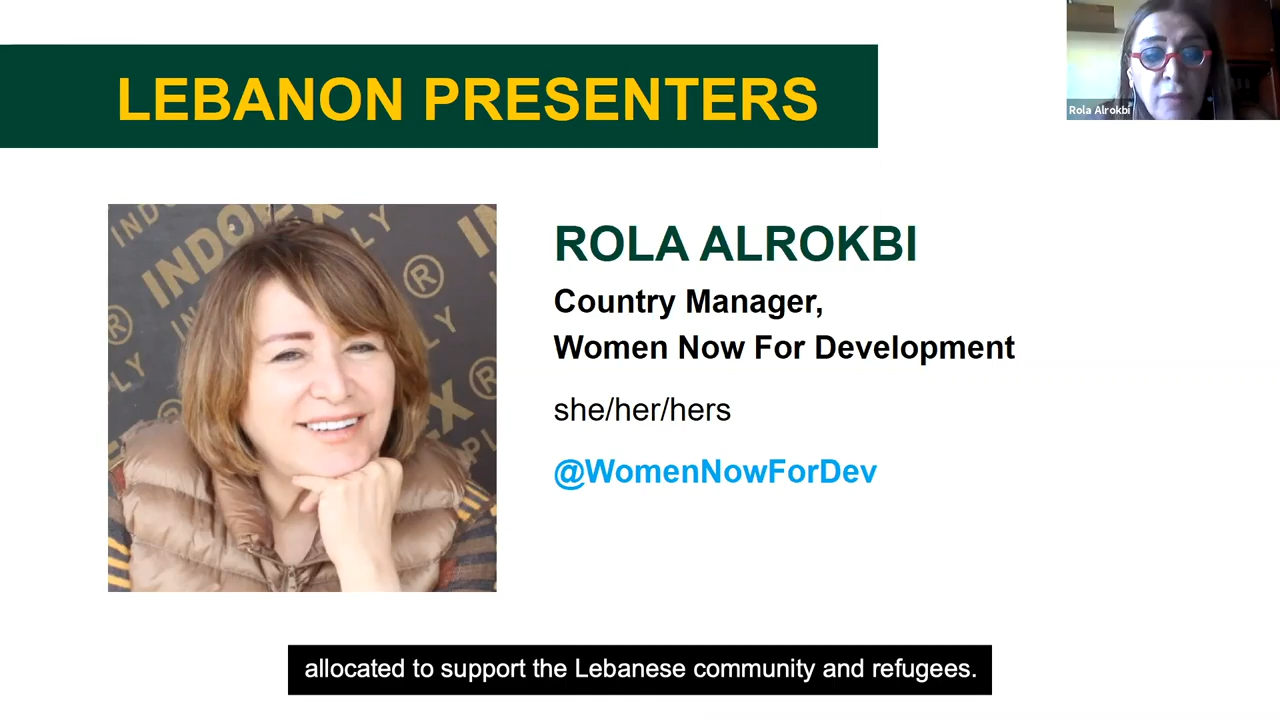 LEBANON PRESENTERS
Rola Alrokbi
INDOEX
®
ROLA ALROKBI
Country Manager,
Women Now For Development
she/her/hers
@WomenNowForDev
allocated to support the Lebanese community and refugees.